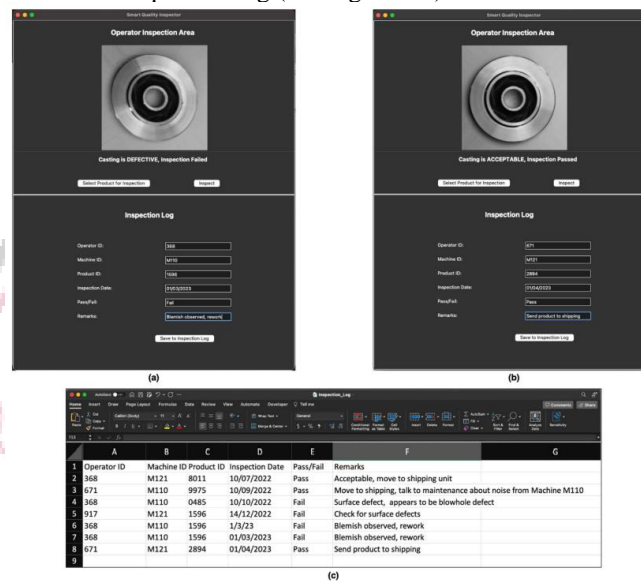 Smart Quality Inspector
Operator Inspection Area
Casting is DEFECTIVE, Inspection Failed
Select Product for Inspection Inspect
Inspection Log
Operator ID: 368
Machine ID: M110
Product ID: 1596
Inspection Date: 01/03/2023
Pass/Fail: Fail
Remarks: Blemish observed, rework
Save to Inspection Log
(a)
Smart Quality Inspector
Operator Inspection Area
Casting is ACCEPTABLE, Inspection Passed
Select Product for Inspection Inspect
Inspection Log
Operator ID: 671
Machine ID: M121
Product ID: 2894
Inspection Date: 01/04/2023
Pass/Fail: Pass
Remarks: Send product to shipping
Save to Inspection Log
(b)
AutoSave Inspection_Log
Home Insert Draw Page Layout Formulas Data Review View Automate Developer Tell me Comments Share
A B C D E F G
1 Operator ID Machine ID Product ID Inspection Date Pass/Fail Remarks
2 368 M121 8011 10/07/2022 Pass Acceptable, move to shipping unit
3 671 M110 9975 10/09/2022 Pass Move to shipping, talk to maintenance about noise from Machine M110
4 368 M110 0485 10/10/2022 Fail Surface defect, appears to be blowhole defect
5 917 M121 1596 14/12/2022 Fail Check for surface defects
6 368 M110 1596 1/3/23 Fail Blemish observed, rework
7 368 M110 1596 01/03/2023 Fail Blemish observed, rework
8 671 M121 2894 01/04/2023 Pass Send product to shipping
9
(c)